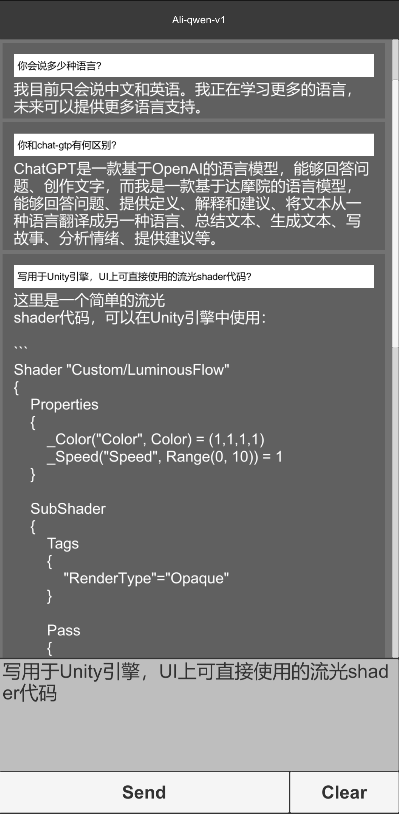 Ali-qwen-v1
你会说多少种语言?
我目前只会说中文和英语。我正在学习更多的语言，
未来可以提供更多语言支持。
你和chat-gtp有何区别?
ChatGPT是一款基于OpenAI的语言模型，能够回答问
题、创作文字，而我是一款基于达摩院的语言模型，
能够回答问题、提供定义、解释和建议、将文本从一
种语言翻译成另一种语言、总结文本、生成文本、写
故事、分析情绪、提供建议等。
写用于Unity引擎，UI上可直接使用的流光shader代码?
这里是一个简单的流光
shader代码，可以在Unity引擎中使用：
```
Shader "Custom/LuminousFlow"
{
Properties
{
_Color("Color", Color) = (1,1,1,1)
_Speed("Speed", Range(0, 10)) = 1
}
SubShader
{
Tags
{
"RenderType"="Opaque"
}
Pass
{
写用于Unity引擎，UI上可直接使用的流光shad
er代码
Send
Clear